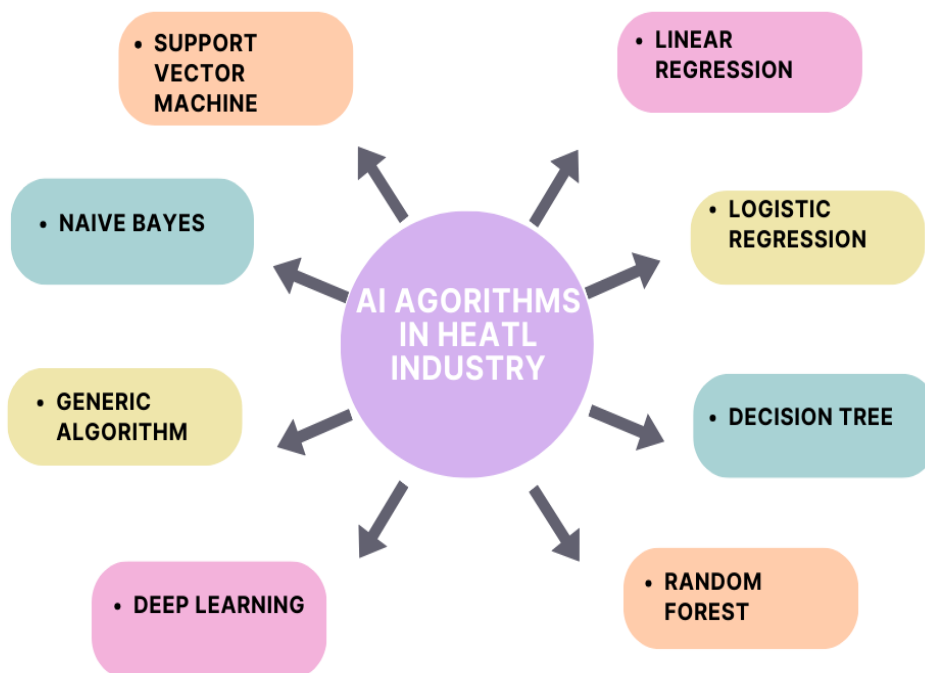 • SUPPORT
VECTOR
MACHINE
• LINEAR
REGRESSION
• NAIVE BAYES
• LOGISTIC
REGRESSION
AI AGORITHMS
IN HEATL
INDUSTRY
• GENERIC
ALGORITHM
• DECISION TREE
• DEEP LEARNING
• RANDOM
FOREST